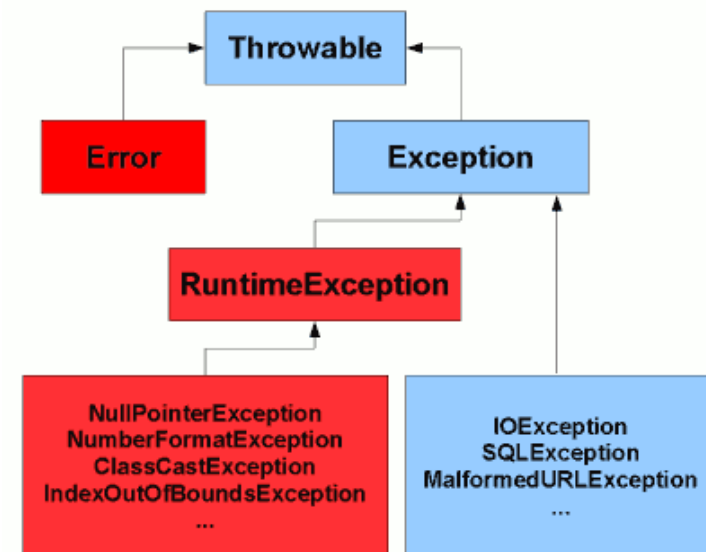 Throwable
Error
Exception
RuntimeException
NullPointerException
NumberFormatException
ClassCastException
IndexOutOfBoundsException
...
IOException
SQLException
MalformedURLException
...